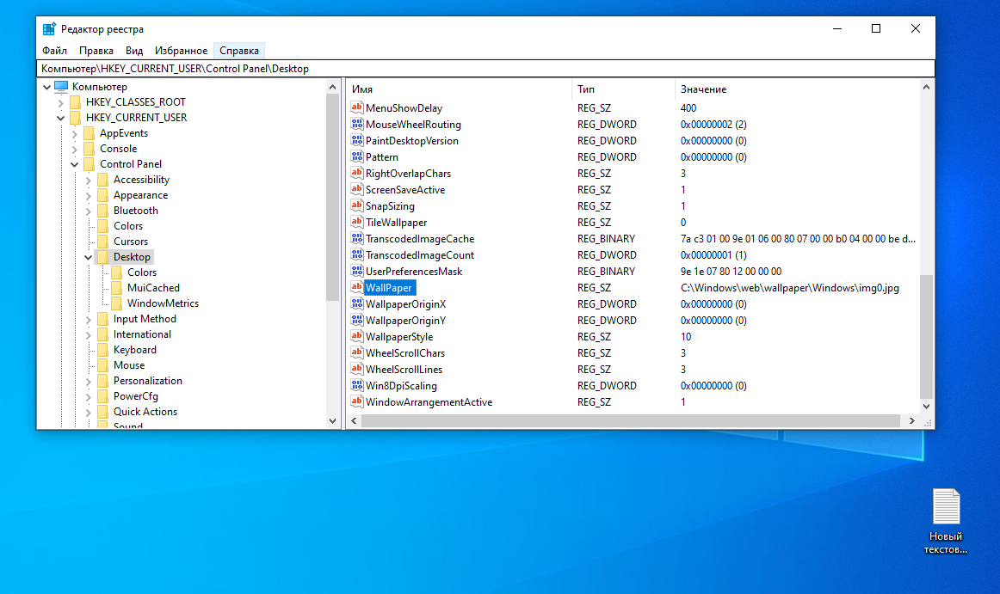 Редактор реестра
Файл Правка Вид Избранное Справка
Компьютер\HKEY_CURRENT_USER\Control Panel\Desktop
Компьютер
HKEY_CLASSES_ROOT
HKEY_CURRENT_USER
AppEvents
Console
Control Panel
Accessibility
Appearance
Bluetooth
Colors
Cursors
Desktop
Colors
MuiCached
WindowMetrics
Input Method
International
Keyboard
Mouse
Personalization
PowerCfg
Quick Actions
Sound
Имя Тип Значение
MenuShowDelay REG_SZ 400
MouseWheelRouting REG_DWORD 0x00000002 (2)
PaintDesktopVersion REG_DWORD 0x00000000 (0)
Pattern REG_DWORD 0x00000000 (0)
RightOverlapChars REG_SZ 3
ScreenSaveActive REG_SZ 1
SnapSizing REG_SZ 1
TileWallpaper REG_SZ 0
TranscodedImageCache REG_BINARY 7a c3 01 00 9e 01 06 00 80 07 00 00 b0 04 00 00 be d...
TranscodedImageCount REG_DWORD 0x00000001 (1)
UserPreferencesMask REG_BINARY 9e 1e 07 80 12 00 00 00
WallPaper REG_SZ C:\Windows\web\wallpaper\Windows\img0.jpg
WallpaperOriginX REG_DWORD 0x00000000 (0)
WallpaperOriginY REG_DWORD 0x00000000 (0)
WallpaperStyle REG_SZ 10
WheelScrollChars REG_SZ 3
WheelScrollLines REG_SZ 3
Win8DpiScaling REG_DWORD 0x00000000 (0)
WindowArrangementActive REG_SZ 1
Новый
текстов...